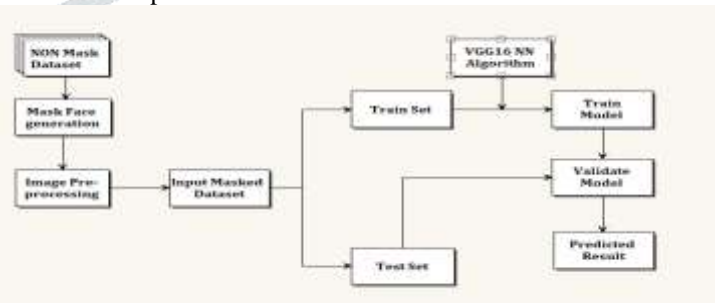 NON Mask
Dataset
VGG16 NN
Algorithm
Mask Face
generation
Train Set
Train
Model
Image Pre-
processing
Input Masked
Dataset
Validate
Model
Test Set
Predicted
Result